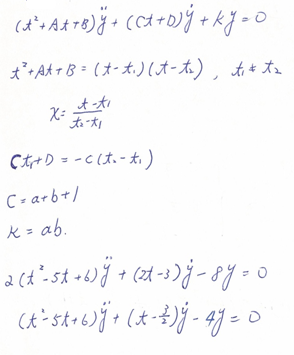 (t²+At+B)ÿ + (Ct+D)ẏ + Ky = 0
t²+At+B = (t-t₁)(t-t₂) , t₁ ≠ t₂
x = (t-t₁)/(t₂-t₁)
Ct₁+D = -c(t₂-t₁)
C = a+b+1
K = ab.
2(t²-5t+6)ÿ + (2t-3)ẏ - 8y = 0
(t²-5t+6)ÿ + (t-3/2)ẏ - 4y = 0